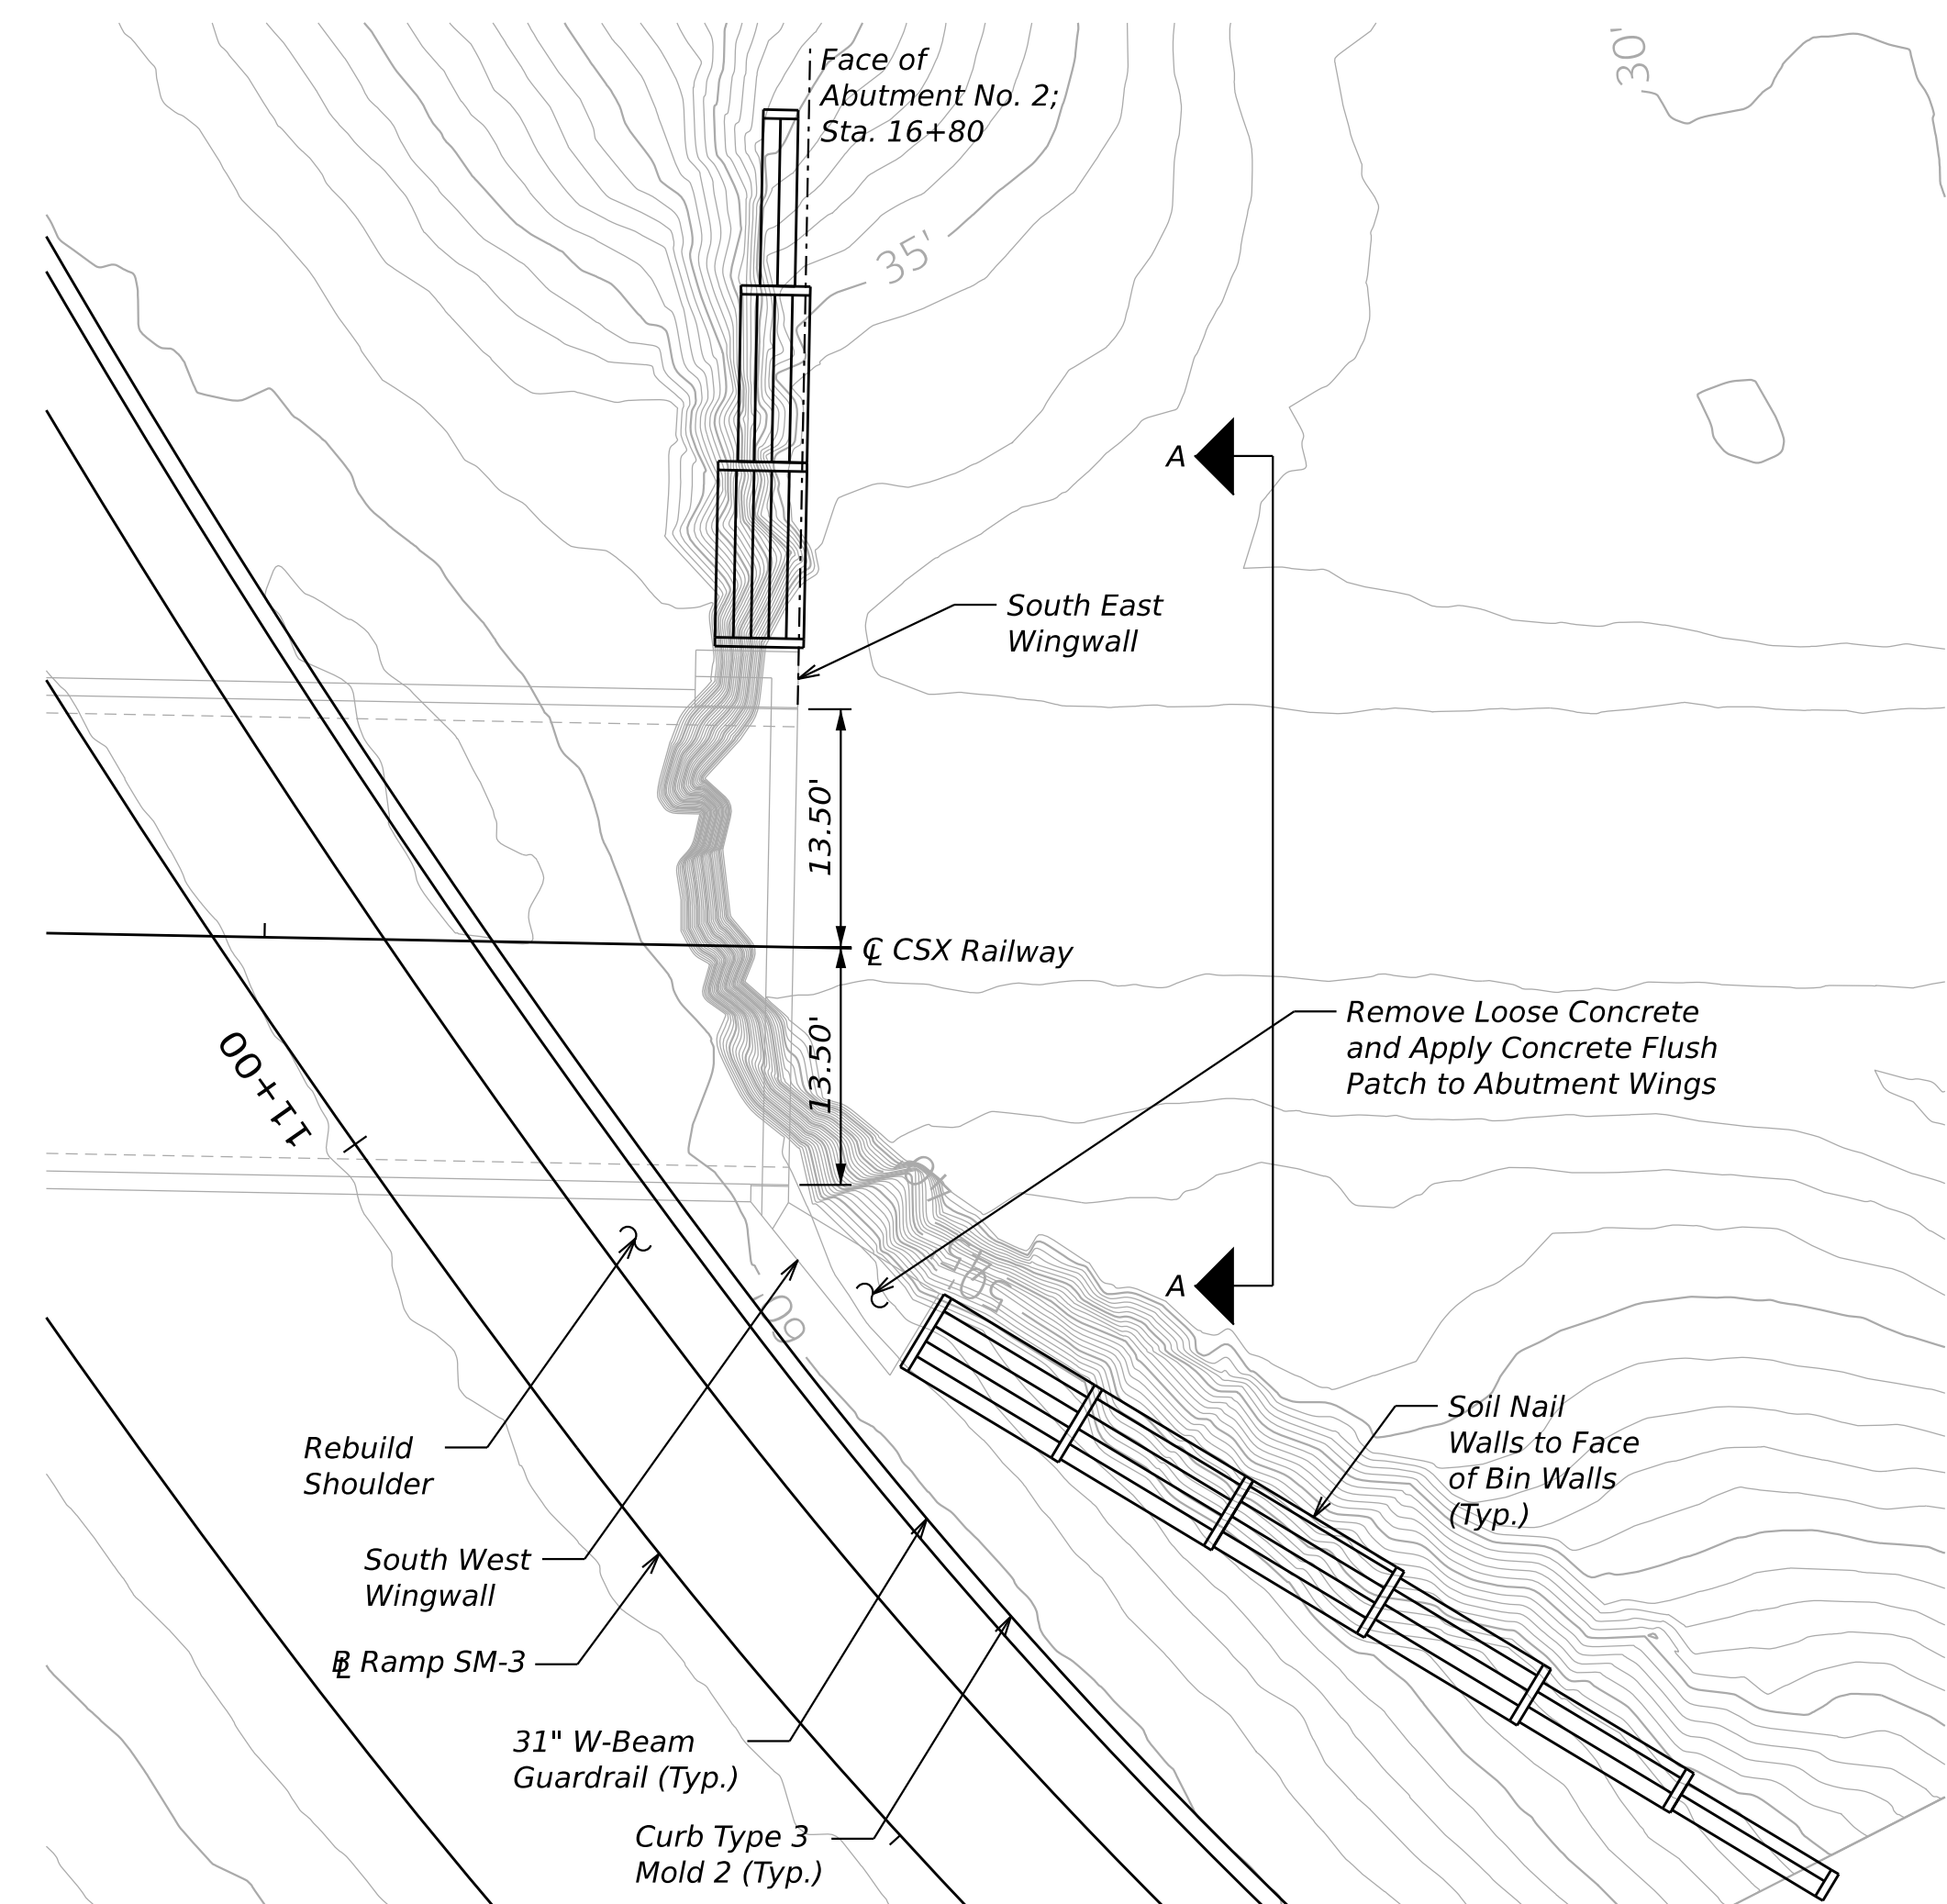 Face of
Abutment No. 2;
Sta. 16+80
30'
35'
A
South East
Wingwall
13.50'
℄ CSX Railway
13.50'
Remove Loose Concrete
and Apply Concrete Flush
Patch to Abutment Wings
11+00
A
60
Soil Nail
Walls to Face
of Bin Walls
(Typ.)
Rebuild
Shoulder
South West
Wingwall
BL Ramp SM-3
31" W-Beam
Guardrail (Typ.)
Curb Type 3
Mold 2 (Typ.)